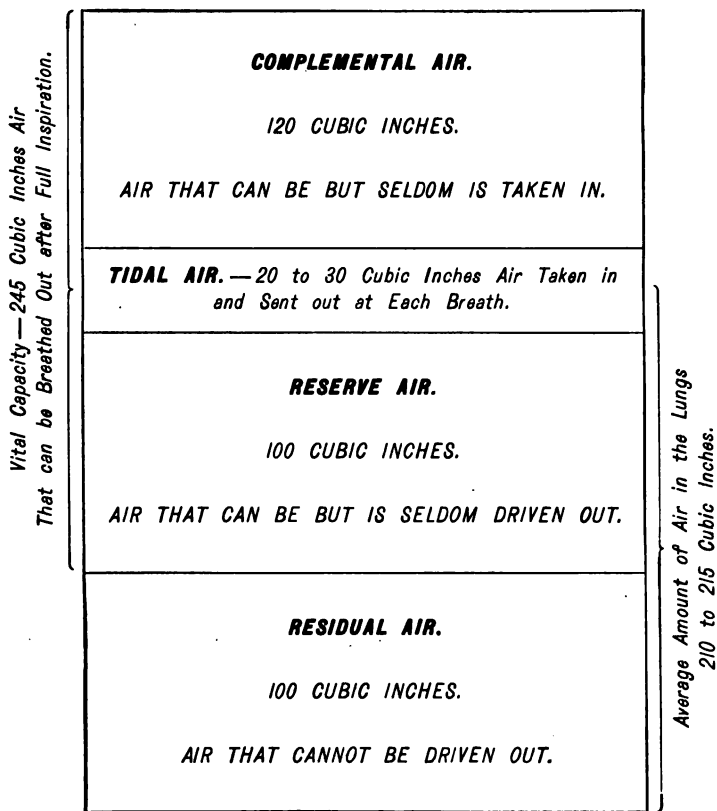 Vital Capacity — 245 Cubic Inches Air
That can be Breathed Out after Full Inspiration.
COMPLEMENTAL AIR.
120 CUBIC INCHES.
AIR THAT CAN BE BUT SELDOM IS TAKEN IN.
TIDAL AIR. — 20 to 30 Cubic Inches Air Taken in
and Sent out at Each Breath.
RESERVE AIR.
100 CUBIC INCHES.
AIR THAT CAN BE BUT IS SELDOM DRIVEN OUT.
RESIDUAL AIR.
100 CUBIC INCHES.
AIR THAT CANNOT BE DRIVEN OUT.
Average Amount of Air in the Lungs
210 to 215 Cubic Inches.